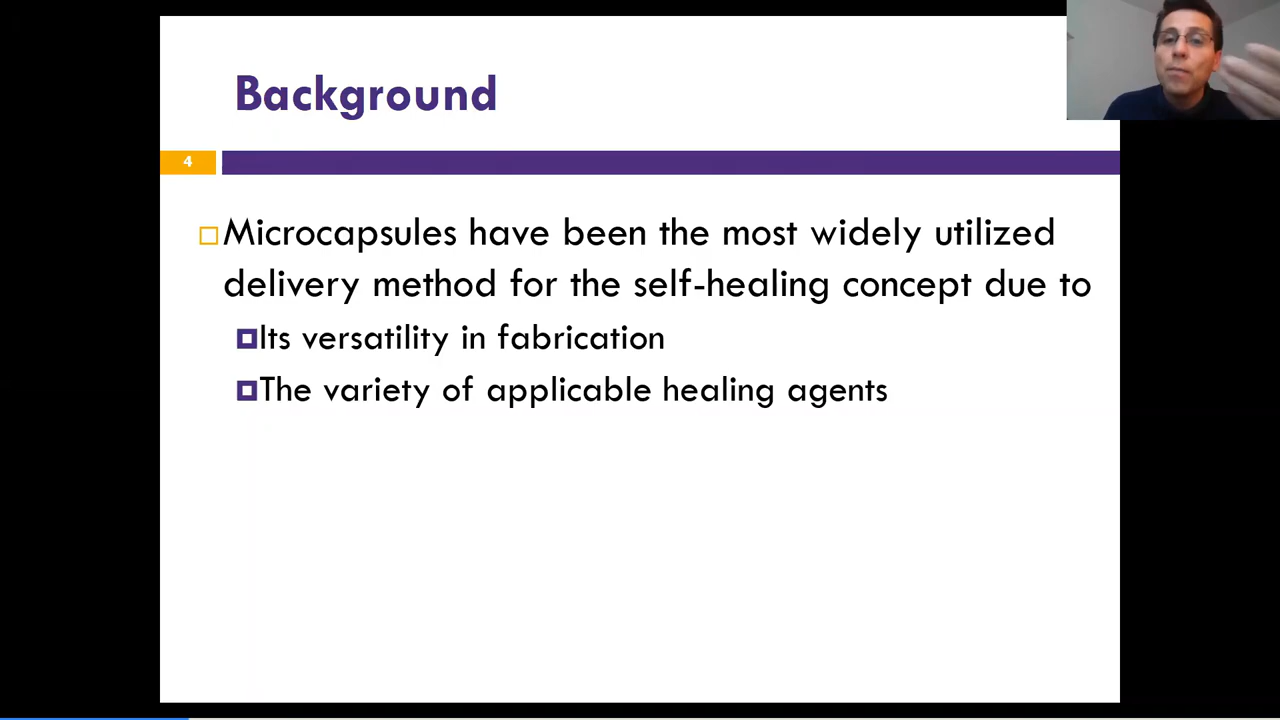 Background
4
Microcapsules have been the most widely utilized
delivery method for the self-healing concept due to
Its versatility in fabrication
The variety of applicable healing agents